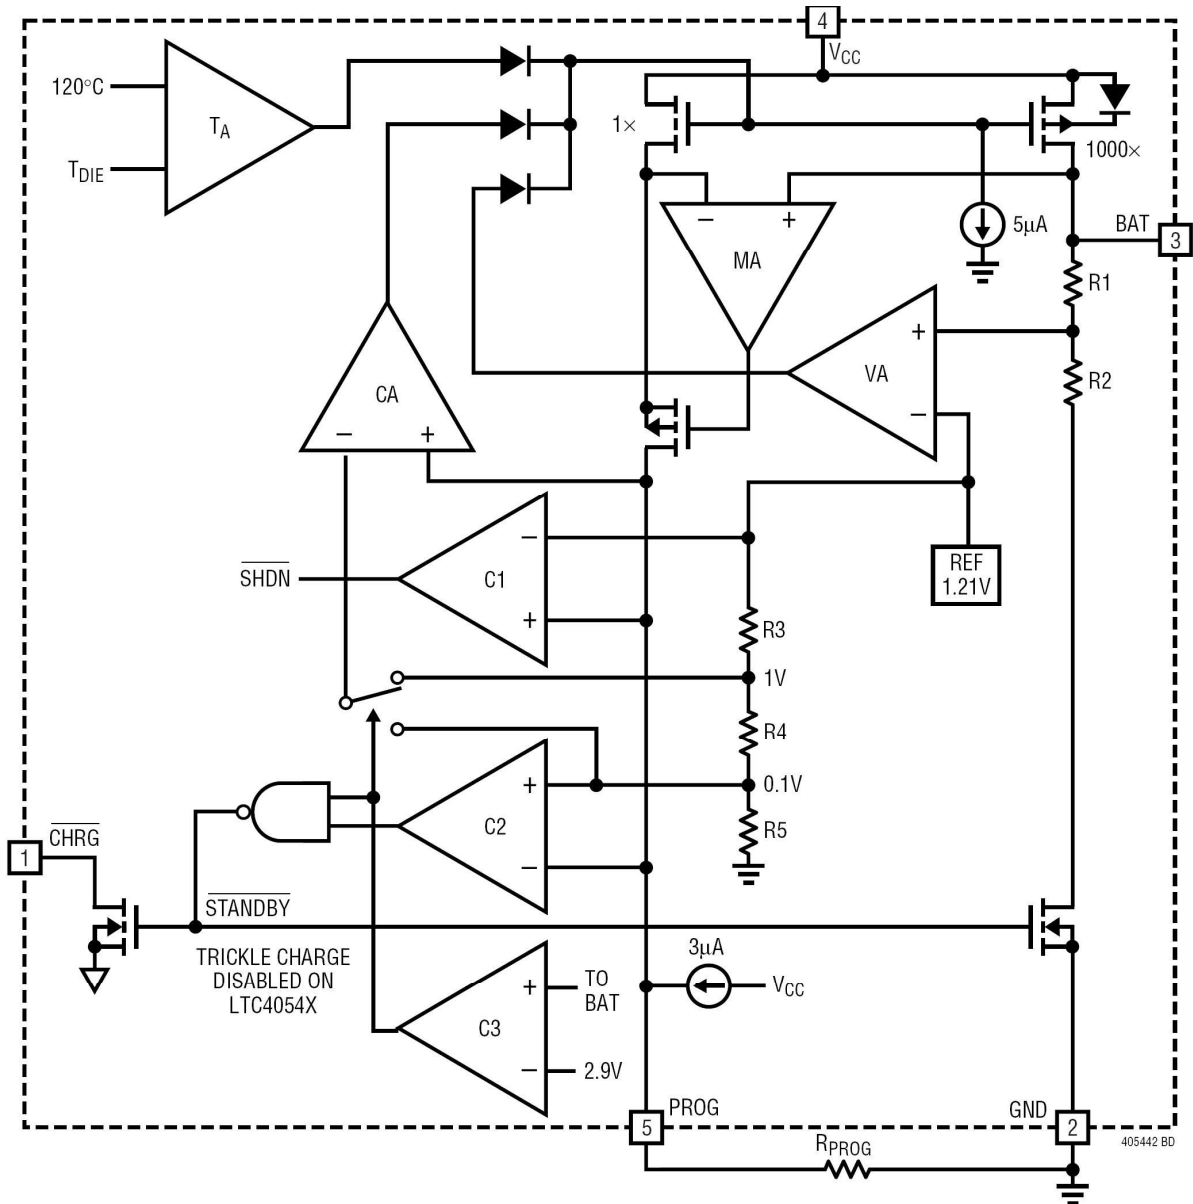 4
VCC
120°C
TA
TDIE
1×
1000×
− +
MA
5µA
BAT
3
R1
+
VA
−
R2
CA
− +
REF
1.21V
−
C1
+
SHDN
R3
1V
R4
0.1V
+
C2
−
R5
CHRG
1
STANDBY
TRICKLE CHARGE
DISABLED ON
LTC4054X
3µA
VCC
+
TO
BAT
C3
−
2.9V
PROG
5
GND
2
405442 BD
RPROG